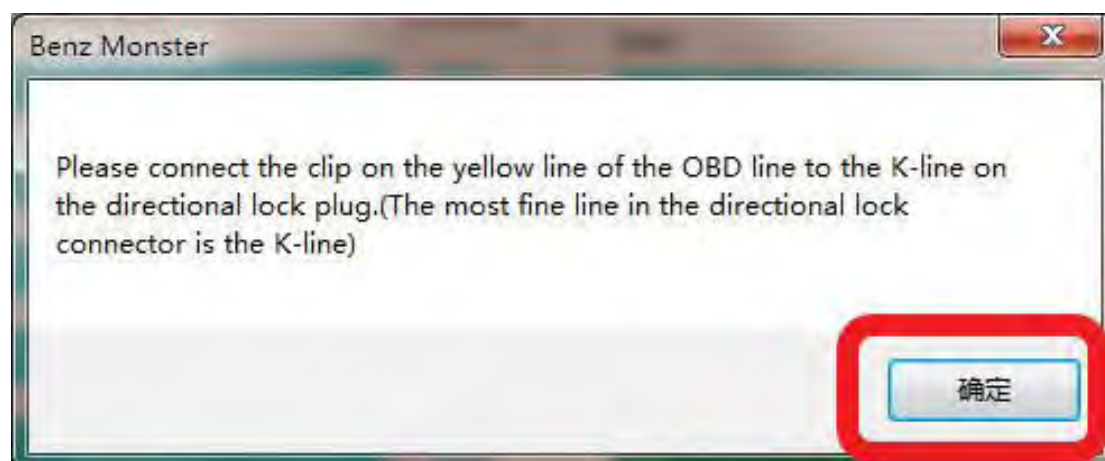 Benz Monster
Please connect the clip on the yellow line of the OBD line to the K-line on
the directional lock plug.(The most fine line in the directional lock
connector is the K-line)
确定